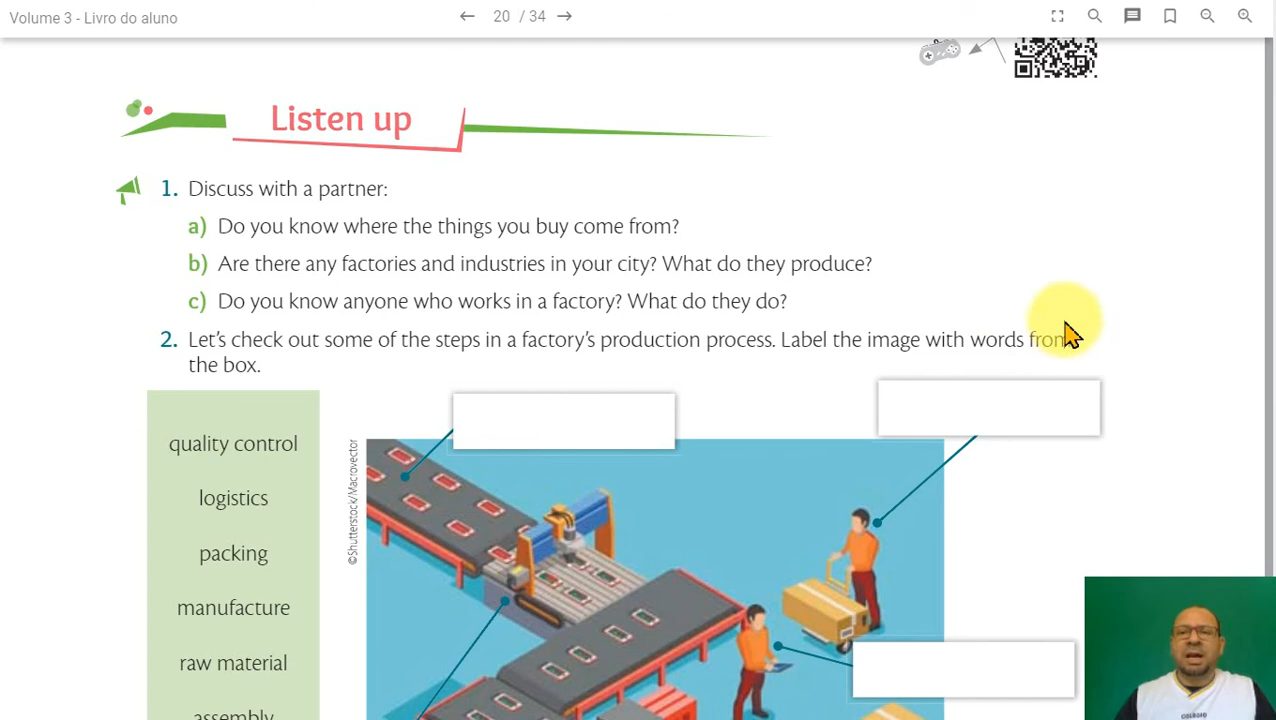 Volume 3 - Livro do aluno
20 / 34
Listen up
1. Discuss with a partner:
a) Do you know where the things you buy come from?
b) Are there any factories and industries in your city? What do they produce?
c) Do you know anyone who works in a factory? What do they do?
2. Let's check out some of the steps in a factory's production process. Label the image with words from
the box.
quality control
logistics
packing
manufacture
raw material
assembly
©Shutterstock/Macrovector
COLÉGIO